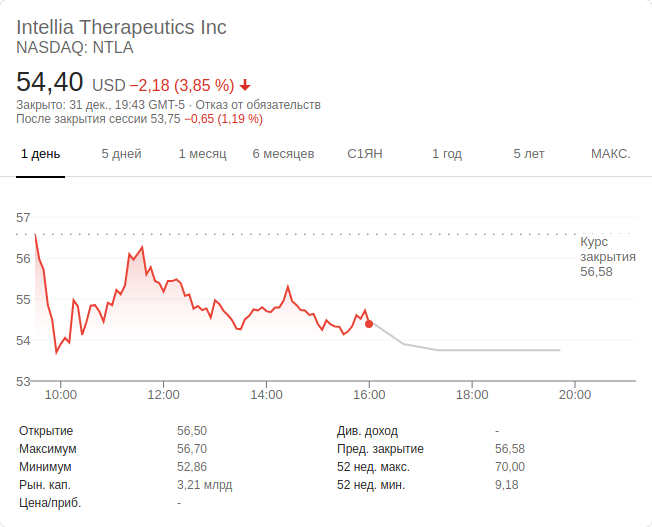 Intellia Therapeutics Inc
NASDAQ: NTLA
54,40 USD −2,18 (3,85 %)
Закрыто: 31 дек., 19:43 GMT-5 · Отказ от обязательств
После закрытия сессии 53,75 −0,65 (1,19 %)
1 день 5 дней 1 месяц 6 месяцев С1ЯН 1 год 5 лет МАКС.
57
Курс
закрытия
56,58
56
55
54
53
10:00 12:00 14:00 16:00 18:00 20:00
Открытие 56,50 Див. доход -
Максимум 56,70 Пред. закрытие 56,58
Минимум 52,86 52 нед. макс. 70,00
Рын. кап. 3,21 млрд 52 нед. мин. 9,18
Цена/приб. -